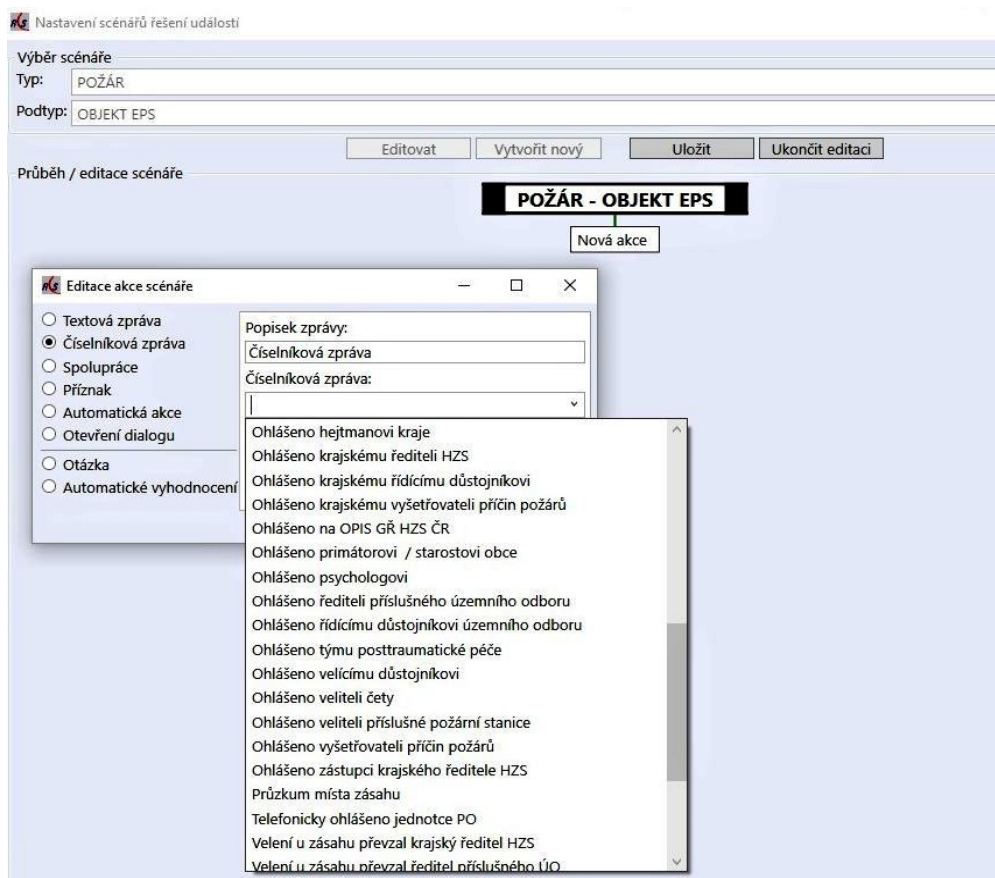 Nastavení scénářů řešení událostí
Výběr scénáře
Typ: POŽÁR
Podtyp: OBJEKT EPS
Editovat Vytvořit nový Uložit Ukončit editaci
Průběh / editace scénáře
POŽÁR - OBJEKT EPS
Nová akce
Editace akce scénáře
Textová zpráva
Číselníková zpráva
Spolupráce
Příznak
Automatická akce
Otevření dialogu
Otázka
Automatické vyhodnocení
Popisek zprávy:
Číselníková zpráva
Číselníková zpráva:
Ohlášeno hejtmanovi kraje
Ohlášeno krajskému řediteli HZS
Ohlášeno krajskému řídícímu důstojníkovi
Ohlášeno krajskému vyšetřovateli příčin požárů
Ohlášeno na OPIS GŘ HZS ČR
Ohlášeno primátorovi / starostovi obce
Ohlášeno psychologovi
Ohlášeno řediteli příslušného územního odboru
Ohlášeno řídícímu důstojníkovi územního odboru
Ohlášeno týmu posttraumatické péče
Ohlášeno velícímu důstojníkovi
Ohlášeno veliteli čety
Ohlášeno veliteli příslušné požární stanice
Ohlášeno vyšetřovateli příčin požárů
Ohlášeno zástupci krajského ředitele HZS
Průzkum místa zásahu
Telefonicky ohlášeno jednotce PO
Velení u zásahu převzal krajský ředitel HZS
Velení u zásahu převzal ředitel příslušného ÚO